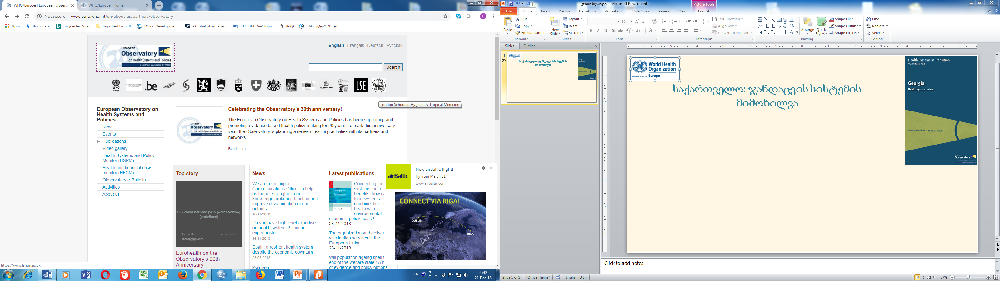 WHO/Europe | European Observa
WHO/Europe | Home
Not secure | www.euro.who.int/en/about-us/partners/observatory
Apps
Bookmarks
Suggested Sites
Imported From IE
World Development
• Global pharmaceuti
BMJ CDS BMJ პორტალი
EMS ავტორიზაცია
European
Observatory
on Health Systems and Policies
a partnership hosted by WHO
English Français Deutsch Русский
Search
WHO
Europe
.be
THE WORLD BANK
LSE
London School of Hygiene & Tropical Medicine
European Observatory on
Health Systems and
Policies
News
Events
Publications
Video gallery
Health Systems and Policy
Monitor (HSPM)
Health and financial crisis
monitor (HFCM)
Observatory e-Bulletin
Activities
About us
European
Observatory
on Health Systems and Policies
Celebrating the Observatory's 20th anniversary!
The European Observatory on Health Systems and Policies has been supporting and
promoting evidence-based health policy-making for 20 years. To mark this anniversary
year, the Observatory is planning a series of exciting activities with its partners and
networks.
Read more
Top story
XHR could not load JSON (--client-only--)
(undefined)
Error ID:
ifcbdgqq6oh5
help.issuu.com
Eurohealth on the
Observatory's 20th
Anniversary
News
We are recruiting a
Communications Officer to help
us further strengthen our
knowledge brokering function and
improve dissemination of our
outputs
16-11-2018
Do you have high level expertise
on health systems? Join our
expert roster
16-11-2018
Spain: a resilient health system
despite the economic downturn
28-08-2018
More news
Latest publications
Connecting food
systems for co-
benefits: how ca
food systems
combine diet-re
health with
environmental a
economic policy goals?
28-11-2018
The organization and deliver
vaccination services in the
European Union
23-11-2018
Will population ageing spell t
end of the welfare state? A re
of evidence and policy options
airBaltic
New airBaltic flight!
Fly from March 31
www.airbaltic.com
CONNECT VIA RIGA!
DUBLIN
4X weekly
RIGA
https://www.lshtm.ac.uk
EN
20:42
20-Dec-18
ერთი სლაიდი - Microsoft PowerPoint
Picture Tools
File Home Insert Design Transitions Animations Slide Show Review View Format
Paste
Cut
Copy
Format Painter
Clipboard
New
Slide
Layout
Reset
Section
Slides
32
Font
Text Direction
Align Text
Convert to SmartArt
Paragraph
Arrange
Quick
Styles
Shape Fill
Shape Outline
Shape Effects
Drawing
Find
Replace
Select
Editing
Slides Outline
1
საქართველო: ჯანდაცვის სისტემის
მიმოხილვა
World Health
Organization
REGIONAL OFFICE FOR Europe
საქართველო: ჯანდაცვის სისტემის
მიმოხილვა
Health Systems in Transition
Vol. 19 No. 4 2017
Georgia
Health system review
Erica Richardson • Nino Berdzuli
European
Observatory
Click to add notes
Slide 1 of 1
"Office Theme"
English (U.S.)
87%